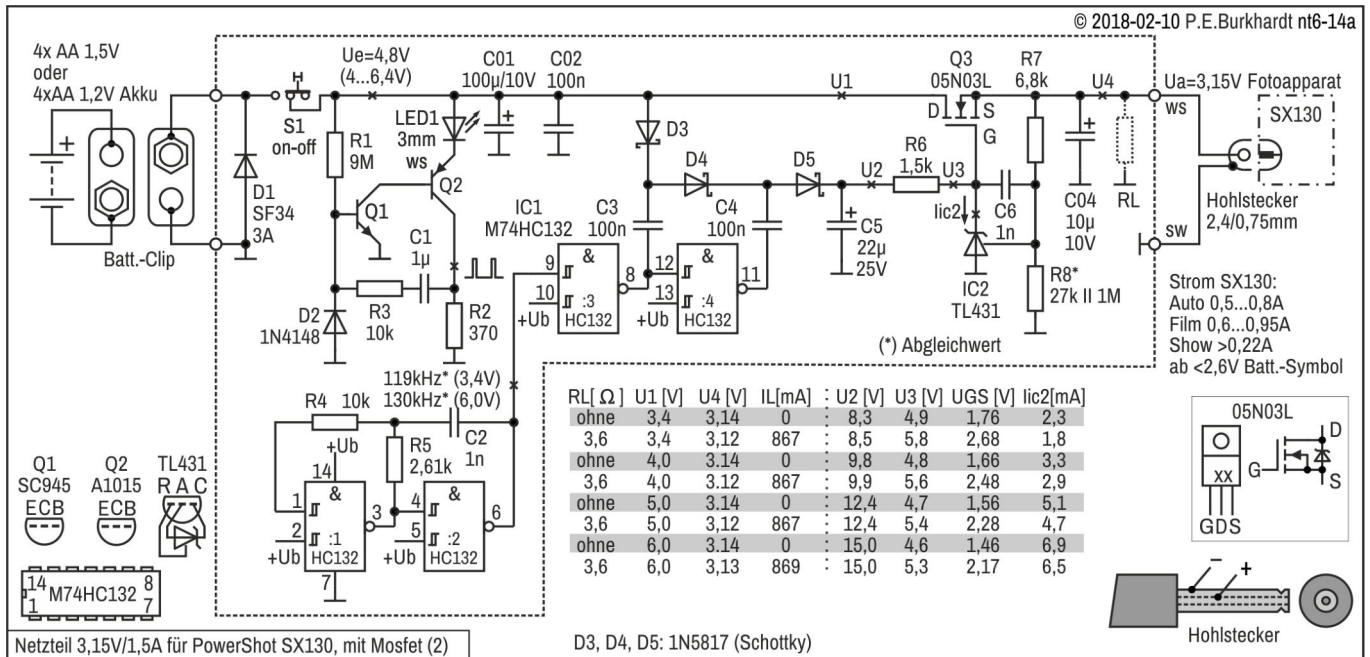 © 2018-02-10 P.E.Burkhardt nt6-14a
4x AA 1,5V
oder
4xAA 1,2V Akku
+
Batt.-Clip
D1
SF34
3A
H
S1
on-off
Ue=4,8V
(4...6,4V)
R1
9M
LED1
3mm
ws
C01
100µ/10V
+
C02
100n
Q1
Q2
C1
1µ
R3
10k
D2
1N4148
R2
370
D3
D4
D5
U1
IC1
M74HC132
C3
100n
C4
100n
9
10
+Ub
&
:3
HC132
8
12
13
+Ub
&
:4
HC132
11
+
C5
22µ
25V
U2
R6
1,5k
U3
Iic2
Q3
05N03L
D
S
G
C6
1n
IC2
TL431
R7
6,8k
R8*
27k II 1M
+
C04
10µ
10V
U4
RL
(*) Abgleichwert
Ua=3,15V Fotoapparat
ws
SX130
sw
Hohlstecker
2,4/0,75mm
Strom SX130:
Auto 0,5...0,8A
Film 0,6...0,95A
Show >0,22A
ab <2,6V Batt.-Symbol
119kHz* (3,4V)
130kHz* (6,0V)
R4 10k
+Ub
R5
2,61k
C2
1n
14
1
2
+Ub
&
:1
HC132
3
7
4
5
+Ub
&
:2
HC132
6
RL[ Ω ] U1 [V] U4 [V] IL[mA] : U2 [V] U3 [V] UGS [V] Iic2[mA]
ohne 3,4 3,14 0 : 8,3 4,9 1,76 2,3
3,6 3,4 3,12 867 : 8,5 5,8 2,68 1,8
ohne 4,0 3.14 0 : 9,8 4,8 1,66 3,3
3,6 4,0 3.12 867 : 9,9 5,6 2,48 2,9
ohne 5,0 3.14 0 : 12,4 4,7 1,56 5,1
3,6 5,0 3,12 867 : 12,4 5,4 2,28 4,7
ohne 6,0 3.14 0 : 15,0 4,6 1,46 6,9
3,6 6,0 3,13 869 : 15,0 5,3 2,17 6,5
05N03L
XX
GDS
G
D
S
Q1
SC945
ECB
Q2
A1015
ECB
TL431
R A C
14 8
M74HC132
1 7
− +
Hohlstecker
Netzteil 3,15V/1,5A für PowerShot SX130, mit Mosfet (2)
D3, D4, D5: 1N5817 (Schottky)